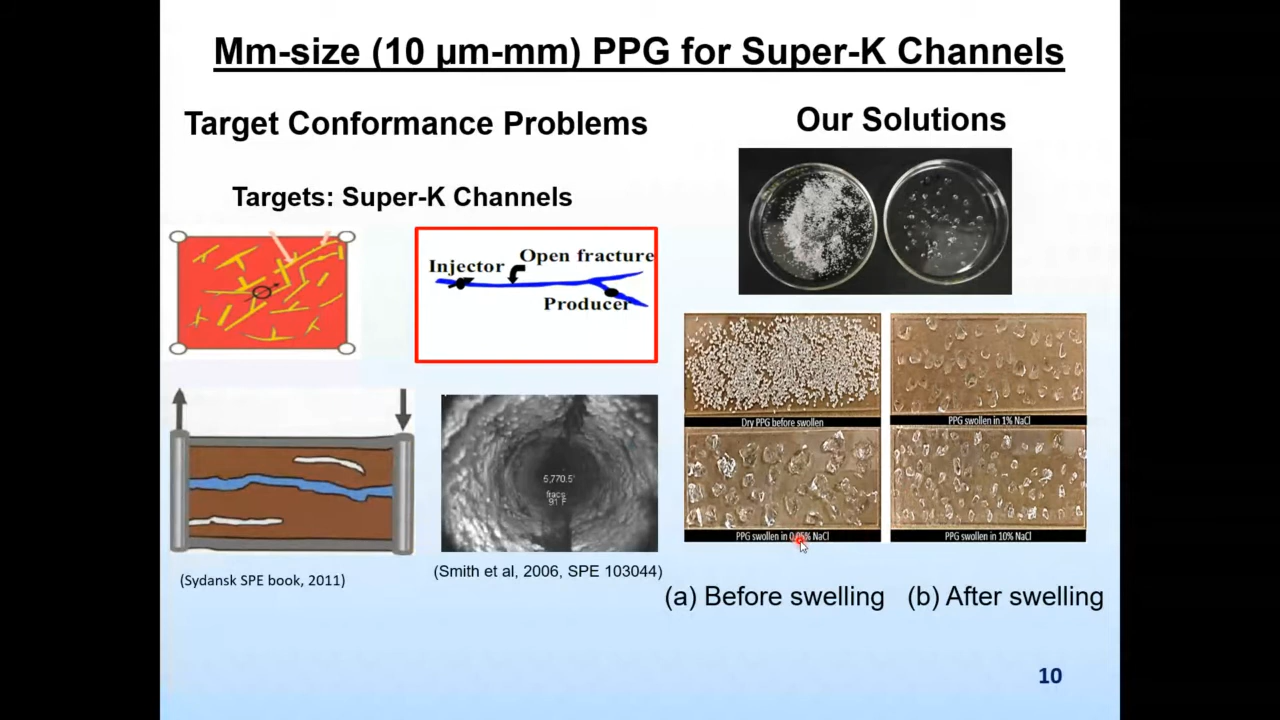 Mm-size (10 µm-mm) PPG for Super-K Channels
Target Conformance Problems
Targets: Super-K Channels
Injector
Open fracture
Producer
5,770.5'
fracs
91 F
(Sydansk SPE book, 2011)
(Smith et al, 2006, SPE 103044)
Our Solutions
Dry PPG before swollen
PPG swollen in 1% NaCl
PPG swollen in 0.05% NaCl
PPG swollen in 10% NaCl
(a) Before swelling
(b) After swelling
10